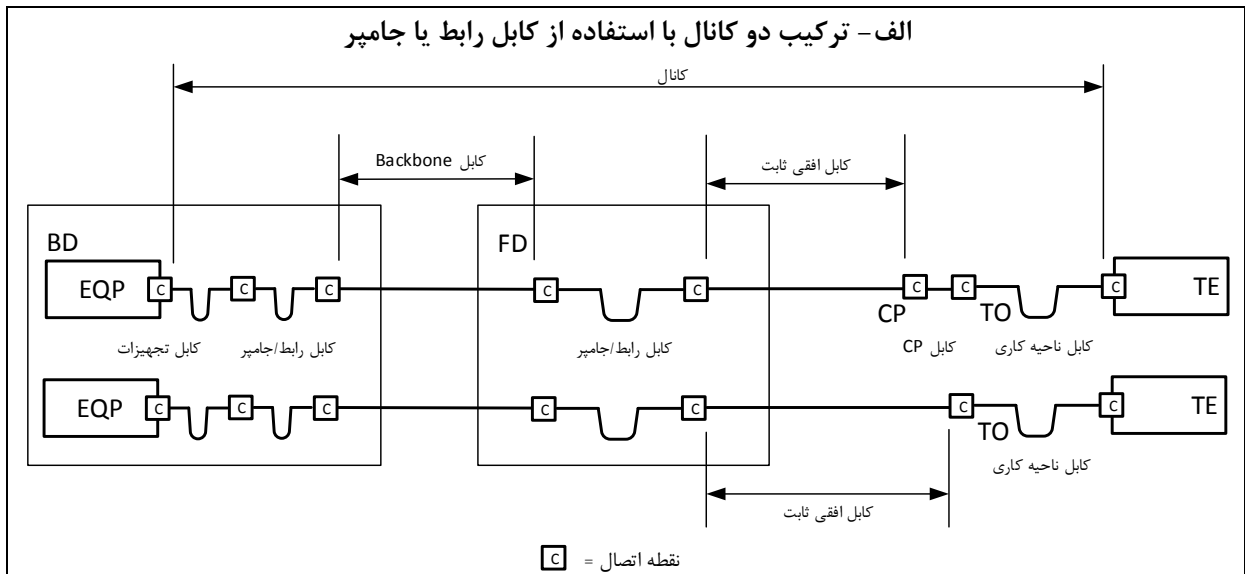 الف- ترکیب دو کانال با استفاده از کابل رابط یا جامپر
کانال
کابل Backbone
کابل افقی ثابت
BD
FD
EQP
C
C
C
C
C
C
C
C
TE
CP
TO
کابل تجهیزات
کابل رابط/جامپر
کابل رابط/جامپر
کابل CP
کابل ناحیه کاری
EQP
C
C
C
C
C
C
C
TE
TO
کابل ناحیه کاری
کابل افقی ثابت
C = نقطه اتصال